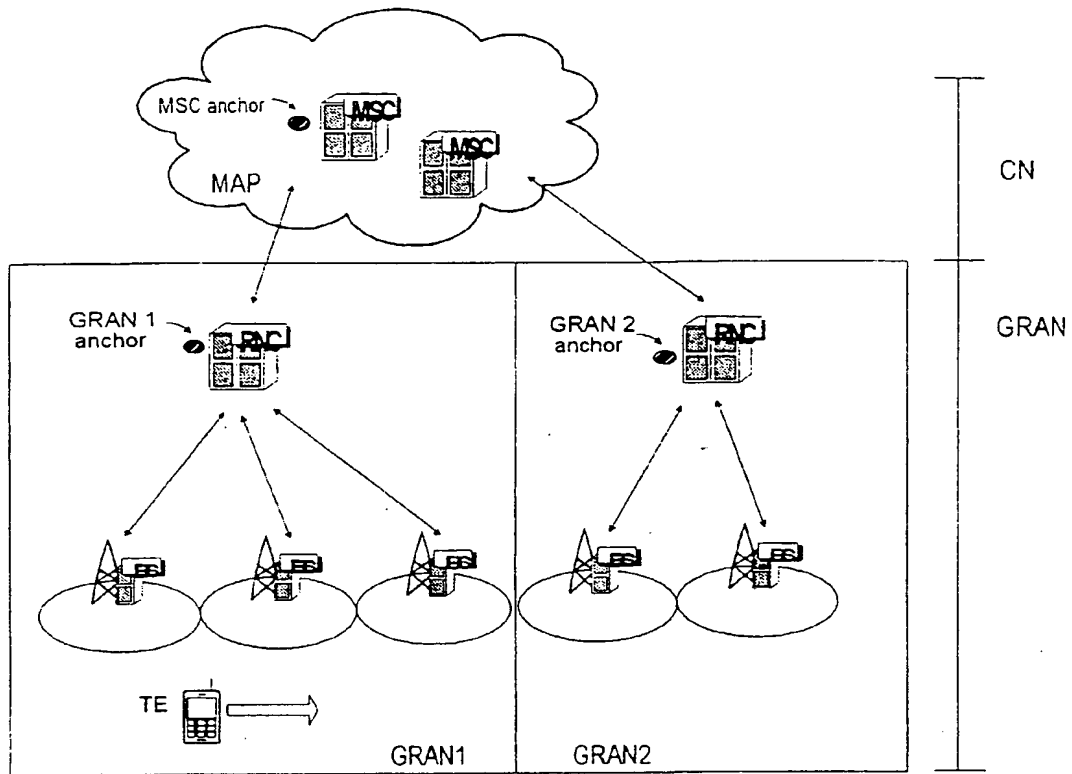 MSC anchor
MSC
MSC
MAP
CN
GRAN 1
anchor
RNC
GRAN 2
anchor
RNC
GRAN
BS
BS
BS
BS
BS
TE
GRAN1
GRAN2